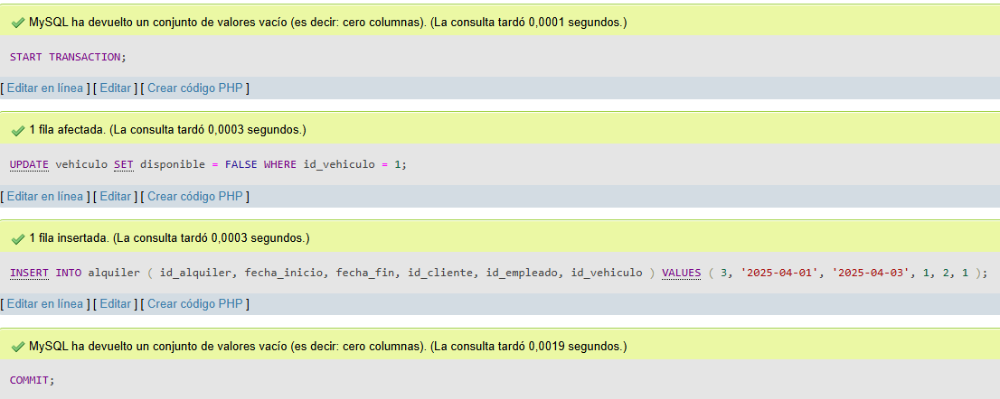 MySQL ha devuelto un conjunto de valores vacío (es decir: cero columnas). (La consulta tardó 0,0001 segundos.)
START TRANSACTION;
[ Editar en línea ] [ Editar ] [ Crear código PHP ]
1 fila afectada. (La consulta tardó 0,0003 segundos.)
UPDATE vehiculo SET disponible = FALSE WHERE id_vehiculo = 1;
[ Editar en línea ] [ Editar ] [ Crear código PHP ]
1 fila insertada. (La consulta tardó 0,0003 segundos.)
INSERT INTO alquiler ( id_alquiler, fecha_inicio, fecha_fin, id_cliente, id_empleado, id_vehiculo ) VALUES ( 3, '2025-04-01', '2025-04-03', 1, 2, 1 );
[ Editar en línea ] [ Editar ] [ Crear código PHP ]
MySQL ha devuelto un conjunto de valores vacío (es decir: cero columnas). (La consulta tardó 0,0019 segundos.)
COMMIT;